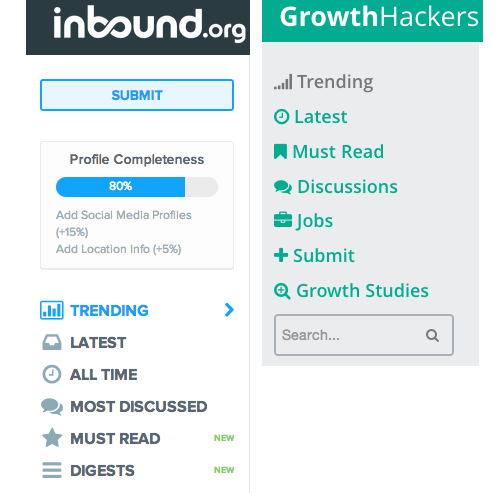 inbound.org
SUBMIT
Profile Completeness
80%
Add Social Media Profiles
(+15%)
Add Location Info (+5%)
TRENDING
LATEST
ALL TIME
MOST DISCUSSED
MUST READ NEW
DIGESTS NEW
GrowthHackers
Trending
Latest
Must Read
Discussions
Jobs
Submit
Growth Studies
Search...